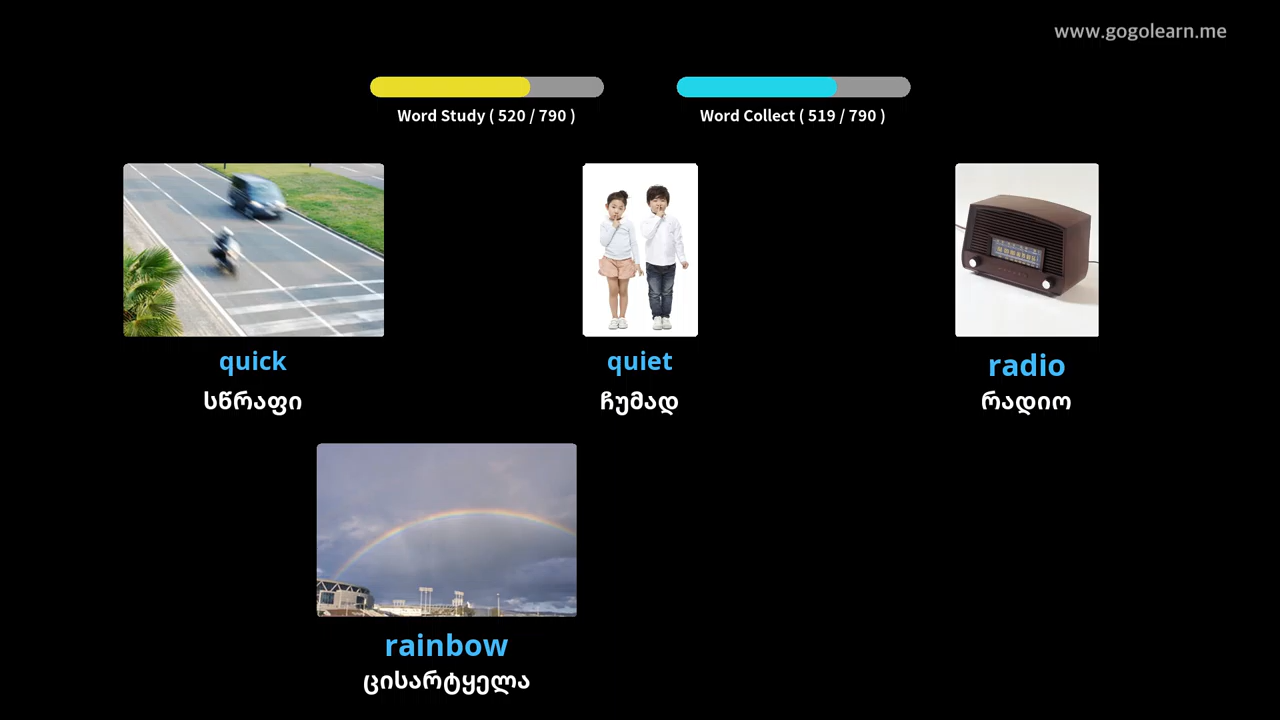 www.gogolearn.me
Word Study ( 520 / 790 )
Word Collect ( 519 / 790 )
quick
სწრაფი
quiet
ჩუმად
radio
რადიო
rainbow
ცისარტყელა